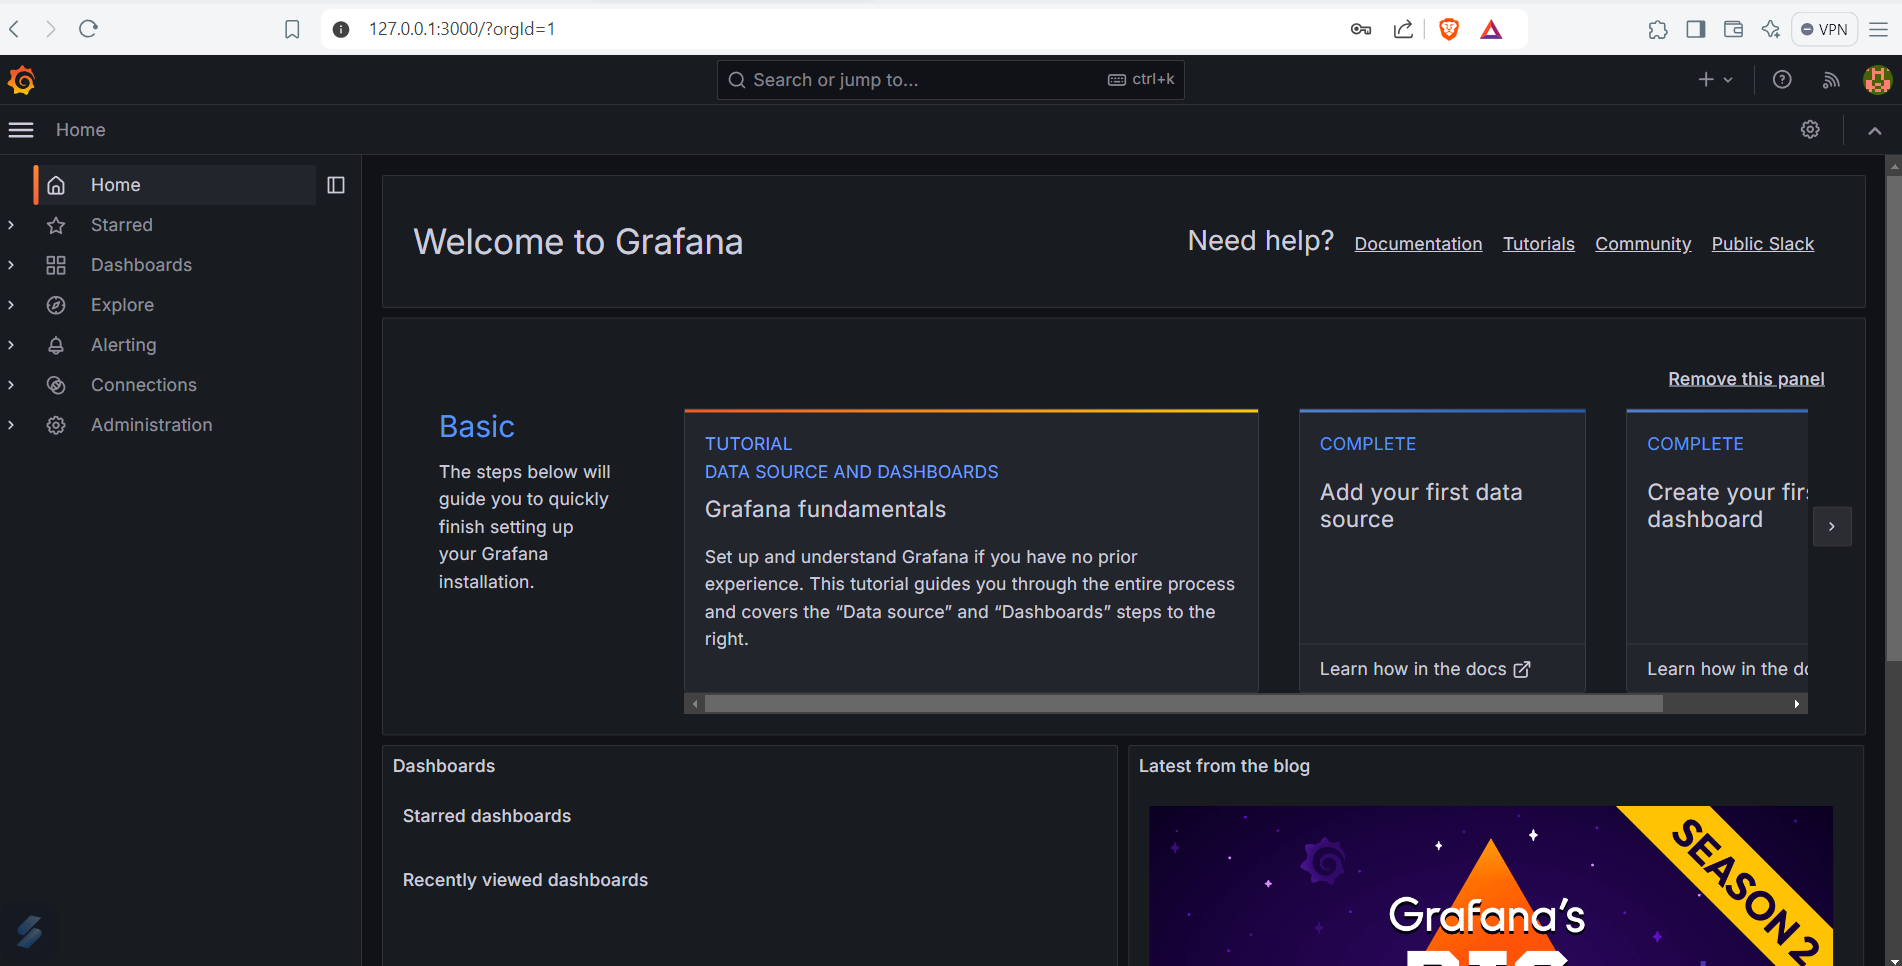 127.0.0.1:3000/?orgId=1
VPN
Search or jump to...
ctrl+k
Home
Home
Starred
Dashboards
Explore
Alerting
Connections
Administration
Welcome to Grafana
Need help?
Documentation
Tutorials
Community
Public Slack
Remove this panel
Basic
The steps below will
guide you to quickly
finish setting up
your Grafana
installation.
TUTORIAL
DATA SOURCE AND DASHBOARDS
Grafana fundamentals
Set up and understand Grafana if you have no prior
experience. This tutorial guides you through the entire process
and covers the “Data source” and “Dashboards” steps to the
right.
COMPLETE
Add your first data
source
Learn how in the docs
COMPLETE
Create your fir
dashboard
Learn how in the do
Dashboards
Starred dashboards
Recently viewed dashboards
Latest from the blog
SEASON 2
Grafana's